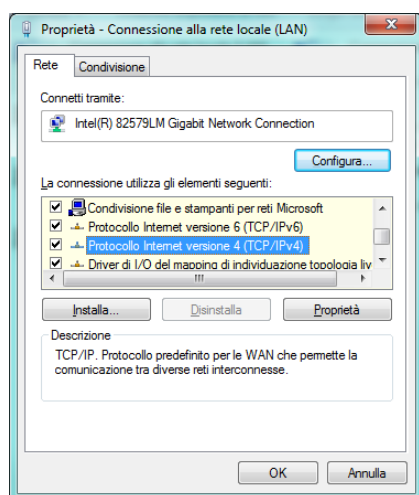 Proprietà - Connessione alla rete locale (LAN)
Rete Condivisione
Connetti tramite:
Intel(R) 82579LM Gigabit Network Connection
Configura...
La connessione utilizza gli elementi seguenti:
Condivisione file e stampanti per reti Microsoft
Protocollo Internet versione 6 (TCP/IPv6)
Protocollo Internet versione 4 (TCP/IPv4)
Driver di I/O del mapping di individuazione topologia liv
Installa... Disinstalla Proprietà
Descrizione
TCP/IP. Protocollo predefinito per le WAN che permette la
comunicazione tra diverse reti interconnesse.
OK Annulla